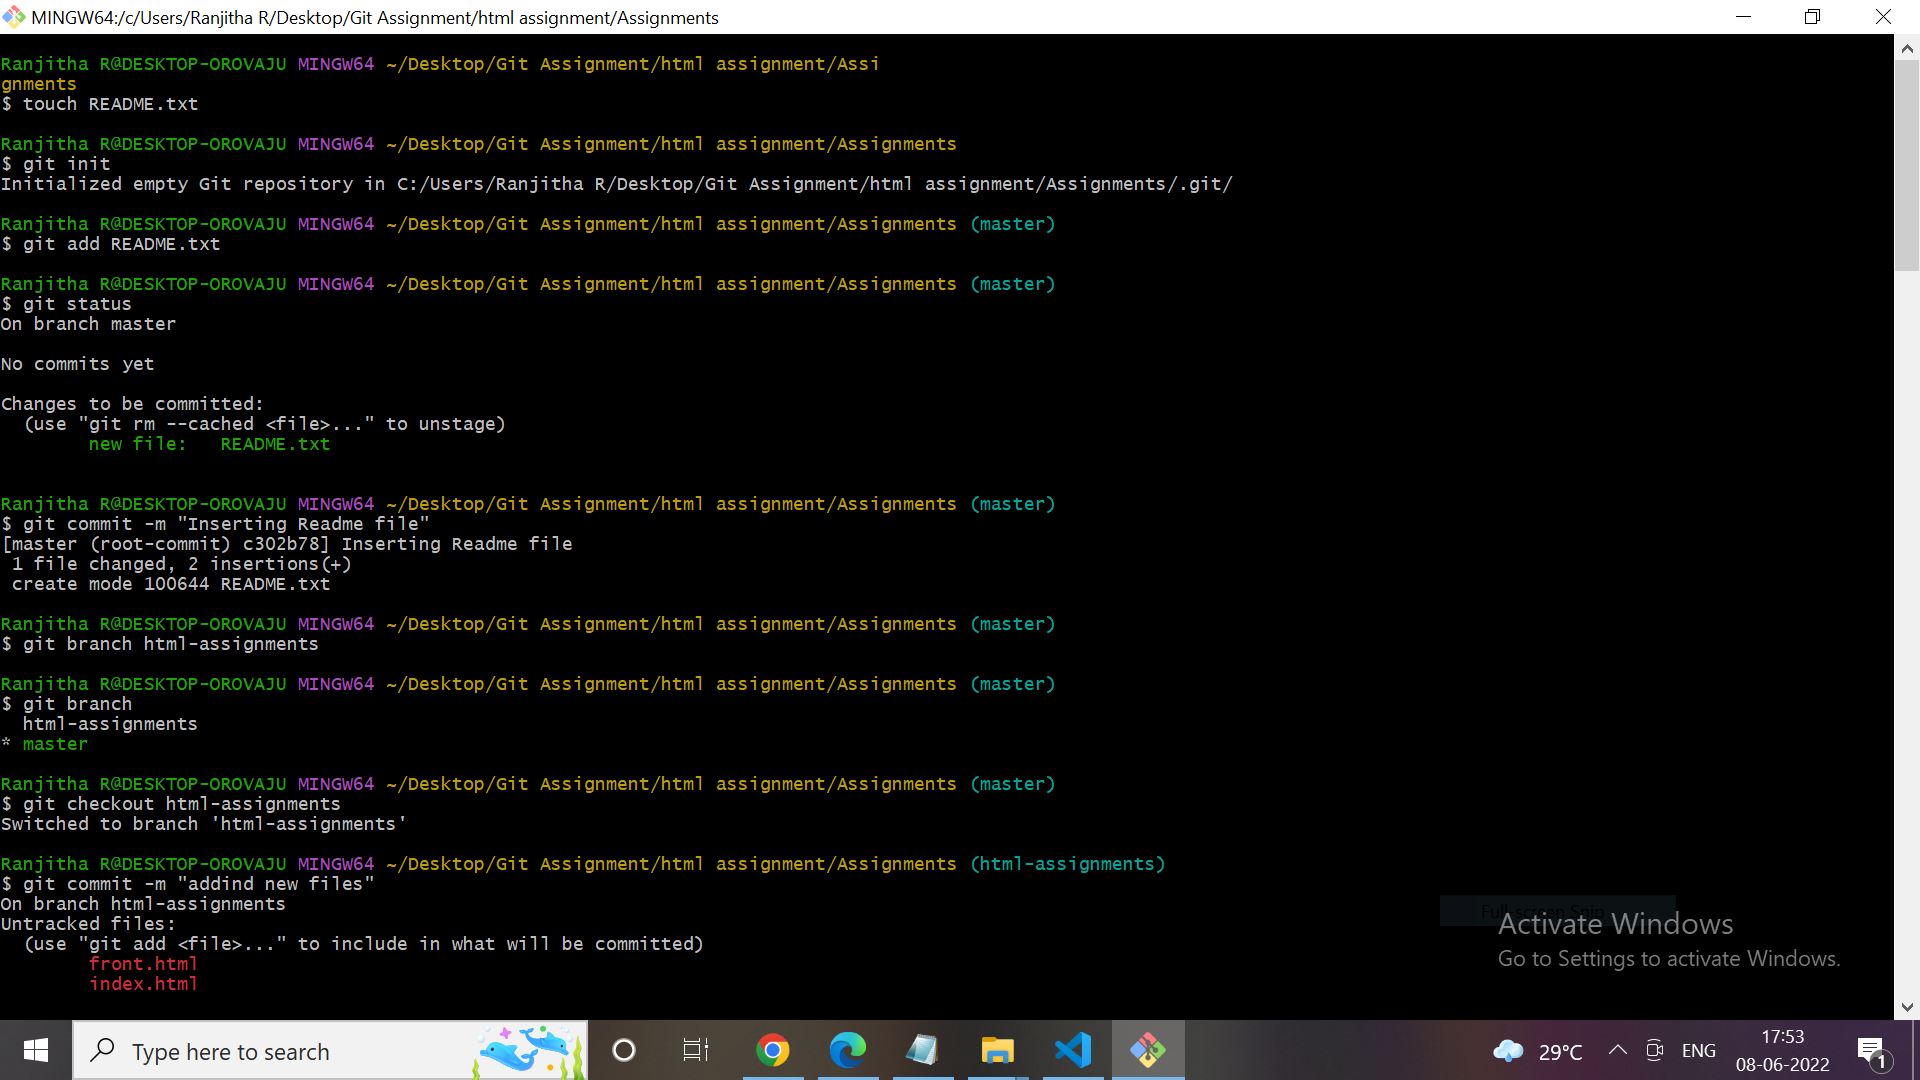 MINGW64:/c/Users/Ranjitha R/Desktop/Git Assignment/html assignment/Assignments
Ranjitha R@DESKTOP-OROVAJU MINGW64 ~/Desktop/Git Assignment/html assignment/Assi
gnments
$ touch README.txt
Ranjitha R@DESKTOP-OROVAJU MINGW64 ~/Desktop/Git Assignment/html assignment/Assignments
$ git init
Initialized empty Git repository in C:/Users/Ranjitha R/Desktop/Git Assignment/html assignment/Assignments/.git/
Ranjitha R@DESKTOP-OROVAJU MINGW64 ~/Desktop/Git Assignment/html assignment/Assignments (master)
$ git add README.txt
Ranjitha R@DESKTOP-OROVAJU MINGW64 ~/Desktop/Git Assignment/html assignment/Assignments (master)
$ git status
On branch master
No commits yet
Changes to be committed:
  (use "git rm --cached <file>..." to unstage)
        new file:   README.txt
Ranjitha R@DESKTOP-OROVAJU MINGW64 ~/Desktop/Git Assignment/html assignment/Assignments (master)
$ git commit -m "Inserting Readme file"
[master (root-commit) c302b78] Inserting Readme file
 1 file changed, 2 insertions(+)
 create mode 100644 README.txt
Ranjitha R@DESKTOP-OROVAJU MINGW64 ~/Desktop/Git Assignment/html assignment/Assignments (master)
$ git branch html-assignments
Ranjitha R@DESKTOP-OROVAJU MINGW64 ~/Desktop/Git Assignment/html assignment/Assignments (master)
$ git branch
  html-assignments
* master
Ranjitha R@DESKTOP-OROVAJU MINGW64 ~/Desktop/Git Assignment/html assignment/Assignments (master)
$ git checkout html-assignments
Switched to branch 'html-assignments'
Ranjitha R@DESKTOP-OROVAJU MINGW64 ~/Desktop/Git Assignment/html assignment/Assignments (html-assignments)
$ git commit -m "addind new files"
On branch html-assignments
Untracked files:
  (use "git add <file>..." to include in what will be committed)
        front.html
        index.html
Full-screen Snip
Activate Windows
Go to Settings to activate Windows.
Type here to search
29°C
ENG
17:53
08-06-2022
1